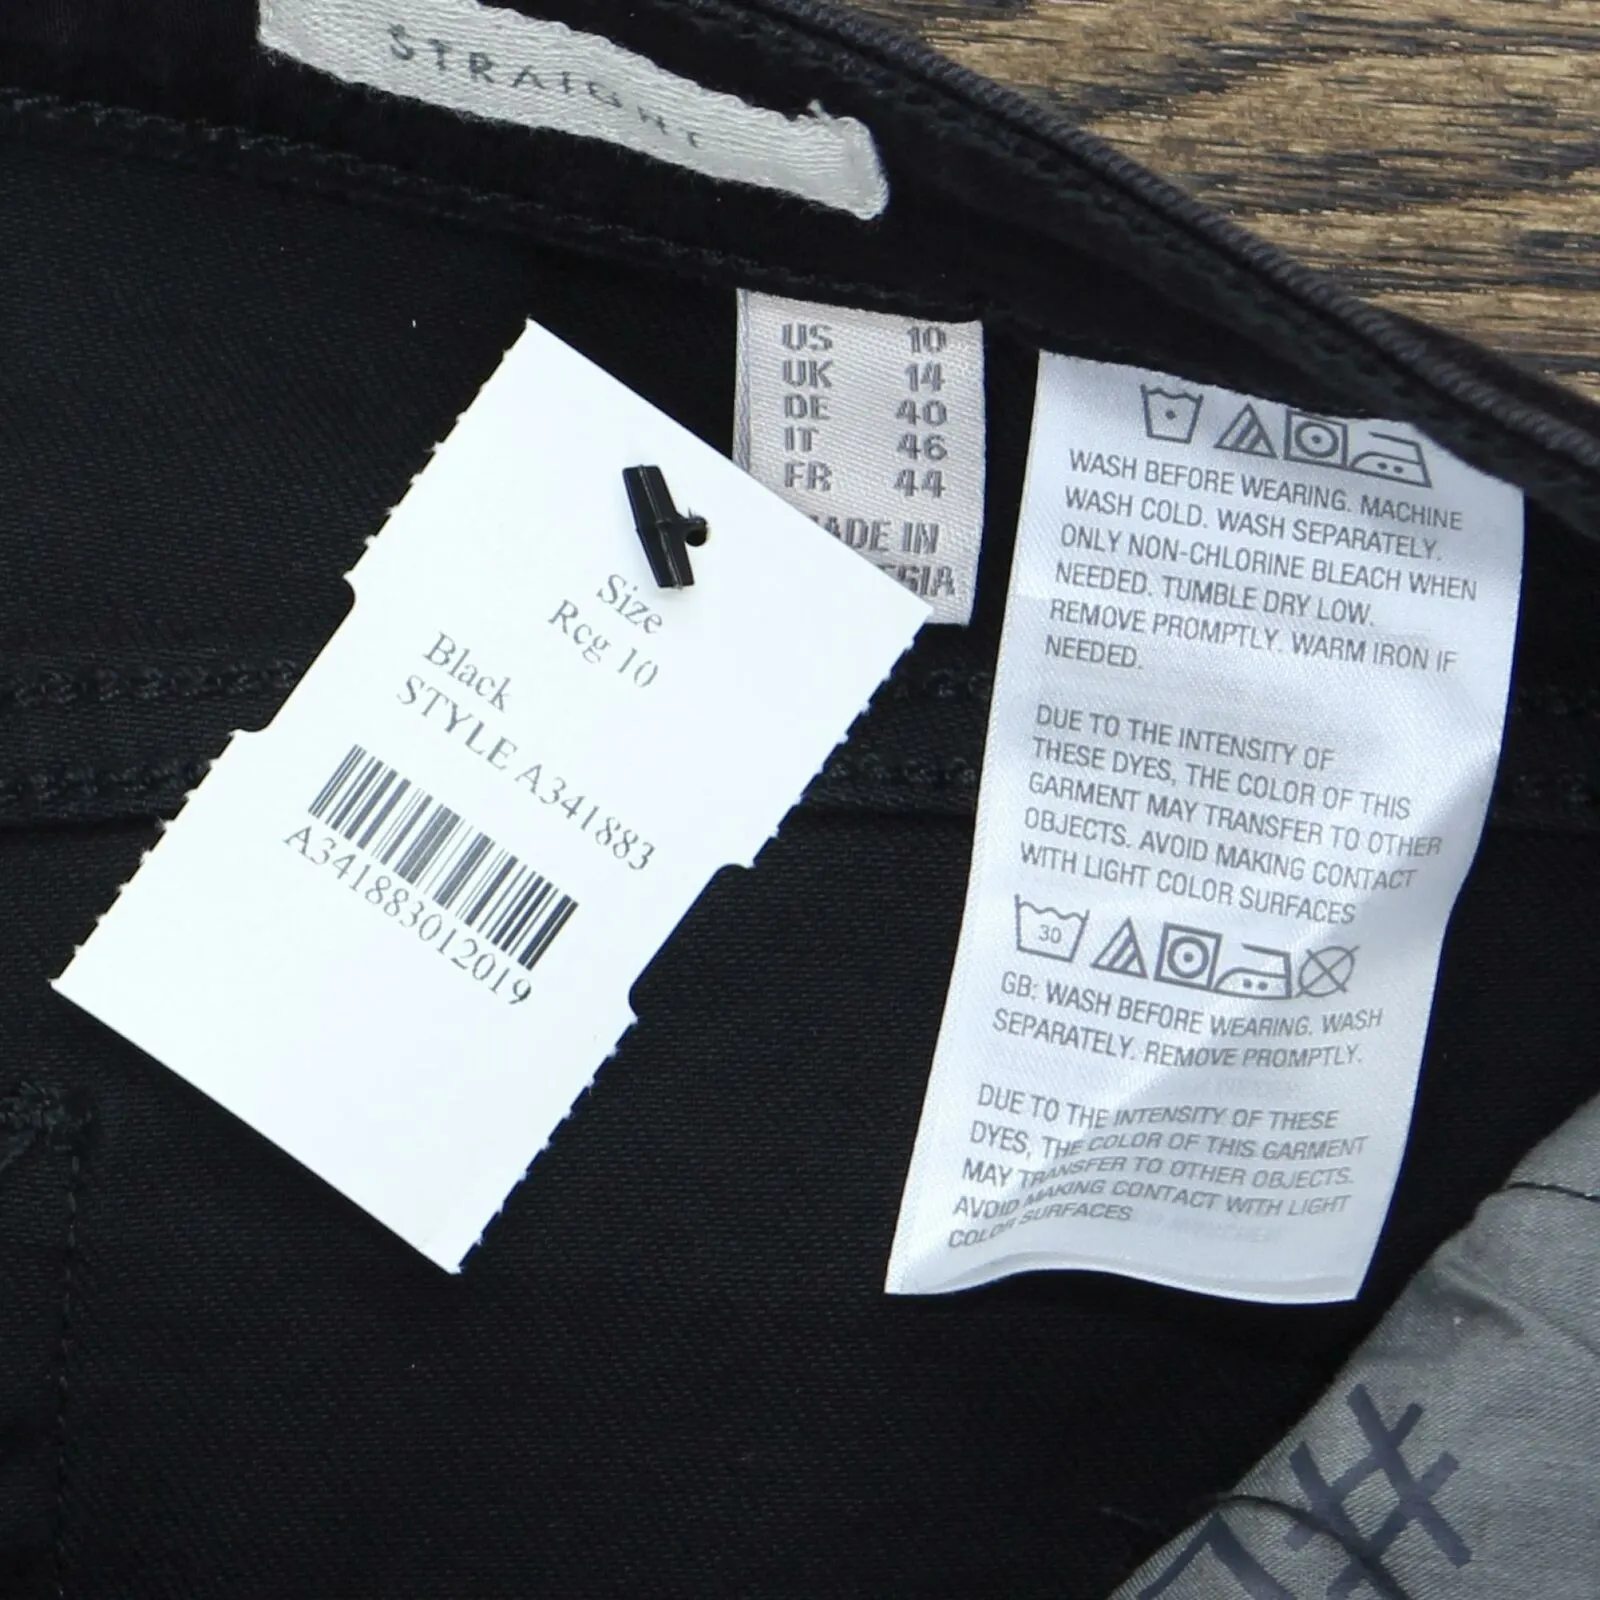 STRAIGHT
US 10
UK 14
DE 40
IT 46
FR 44
MADE IN
Size
Reg 10
Black
STYLE A341883
A341883012019
WASH BEFORE WEARING. MACHINE
WASH COLD. WASH SEPARATELY.
ONLY NON-CHLORINE BLEACH WHEN
NEEDED. TUMBLE DRY LOW.
REMOVE PROMPTLY. WARM IRON IF
NEEDED.
DUE TO THE INTENSITY OF
THESE DYES, THE COLOR OF THIS
GARMENT MAY TRANSFER TO OTHER
OBJECTS. AVOID MAKING CONTACT
WITH LIGHT COLOR SURFACES
30
GB: WASH BEFORE WEARING. WASH
SEPARATELY. REMOVE PROMPTLY.
DUE TO THE INTENSITY OF THESE
DYES, THE COLOR OF THIS GARMENT
MAY TRANSFER TO OTHER OBJECTS.
AVOID MAKING CONTACT WITH LIGHT
COLOR SURFACES